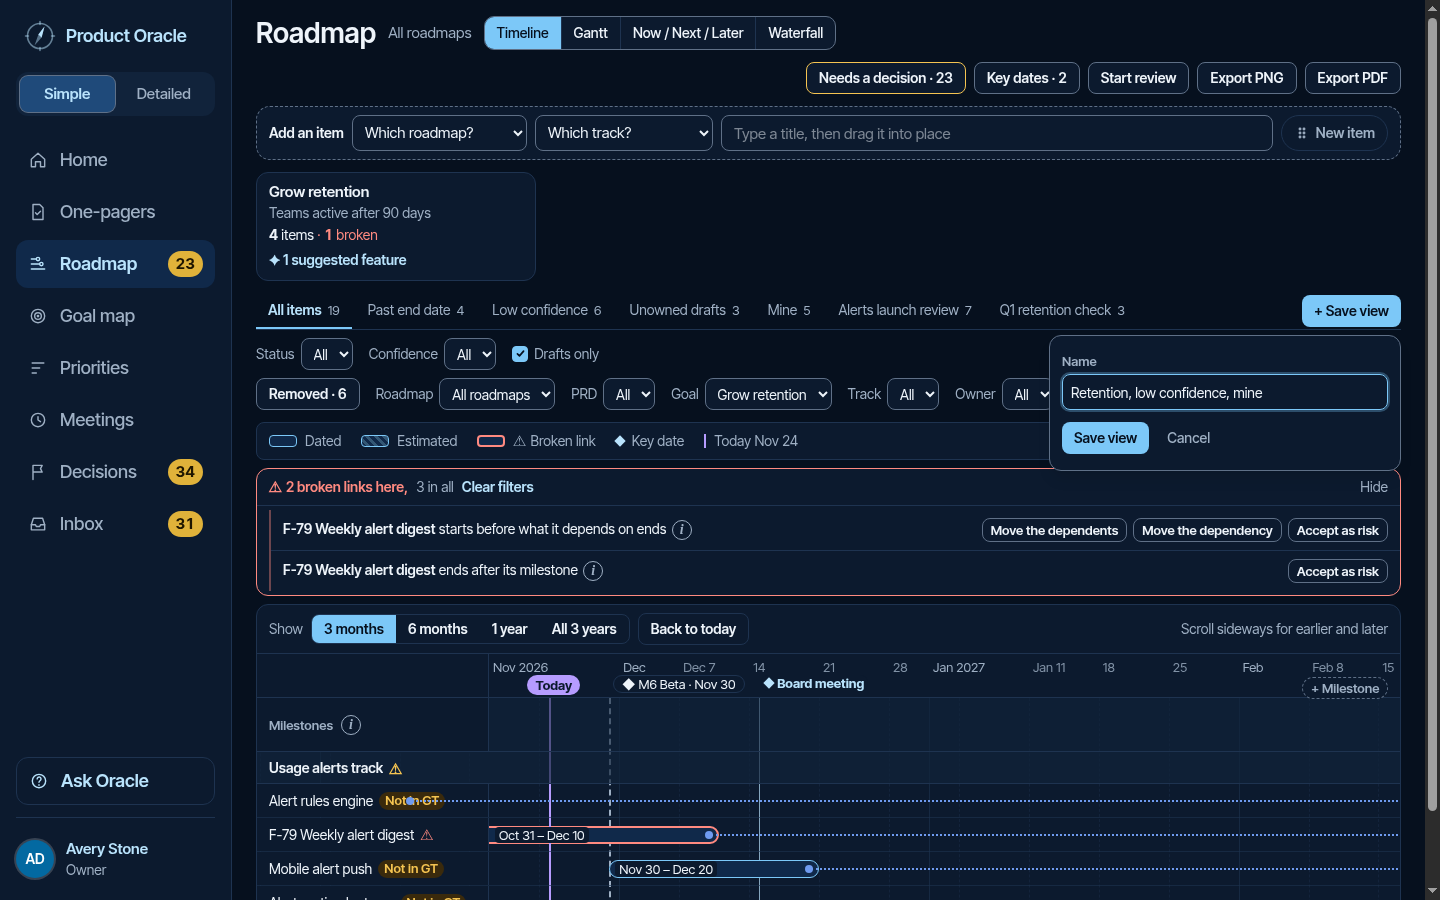 Product Oracle
Simple
Detailed
Home
One-pagers
Roadmap 23
Goal map
Priorities
Meetings
Decisions 34
Inbox 31
Ask Oracle
AD
Avery Stone
Owner
Roadmap All roadmaps Timeline Gantt Now / Next / Later Waterfall
Needs a decision · 23 Key dates · 2 Start review Export PNG Export PDF
Add an item Which roadmap? Which track? Type a title, then drag it into place New item
Grow retention
Teams active after 90 days
4 items · 1 broken
1 suggested feature
All items 19 Past end date 4 Low confidence 6 Unowned drafts 3 Mine 5 Alerts launch review 7 Q1 retention check 3 + Save view
Status All Confidence All Drafts only
Removed · 6 Roadmap All roadmaps PRD All Goal Grow retention Track All Owner All
Name
Retention, low confidence, mine
Save view Cancel
Dated Estimated Broken link Key date Today Nov 24
2 broken links here, 3 in all Clear filters Hide
F-79 Weekly alert digest starts before what it depends on ends i Move the dependents Move the dependency Accept as risk
F-79 Weekly alert digest ends after its milestone i Accept as risk
Show 3 months 6 months 1 year All 3 years Back to today Scroll sideways for earlier and later
Nov 2026 Dec Dec 7 14 21 28 Jan 2027 Jan 11 18 25 Feb Feb 8 15
Today M6 Beta · Nov 30 Board meeting + Milestone
Milestones i
Usage alerts track
Alert rules engine Not in GT
F-79 Weekly alert digest Oct 31 – Dec 10
Mobile alert push Not in GT Nov 30 – Dec 20